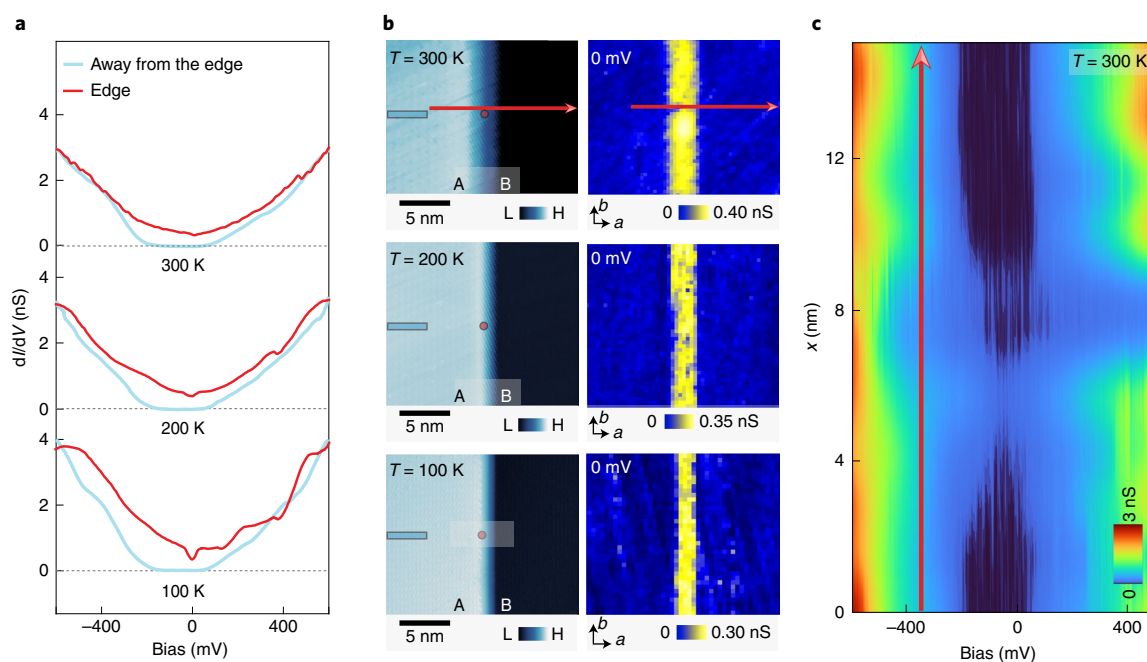 a
Away from the edge
Edge
4
2
0
300 K
4
2
0
200 K
4
2
0
100 K
−400
0
400
Bias (mV)
dI/dV (nS)
b
T = 300 K
0 mV
A
B
5 nm
L
H
b
a
0
0.40 nS
T = 200 K
0 mV
A
B
5 nm
L
H
b
a
0
0.35 nS
T = 100 K
0 mV
A
B
5 nm
L
H
b
a
0
0.30 nS
c
T = 300 K
12
8
4
0
x (nm)
−400
0
400
Bias (mV)
0
3 nS